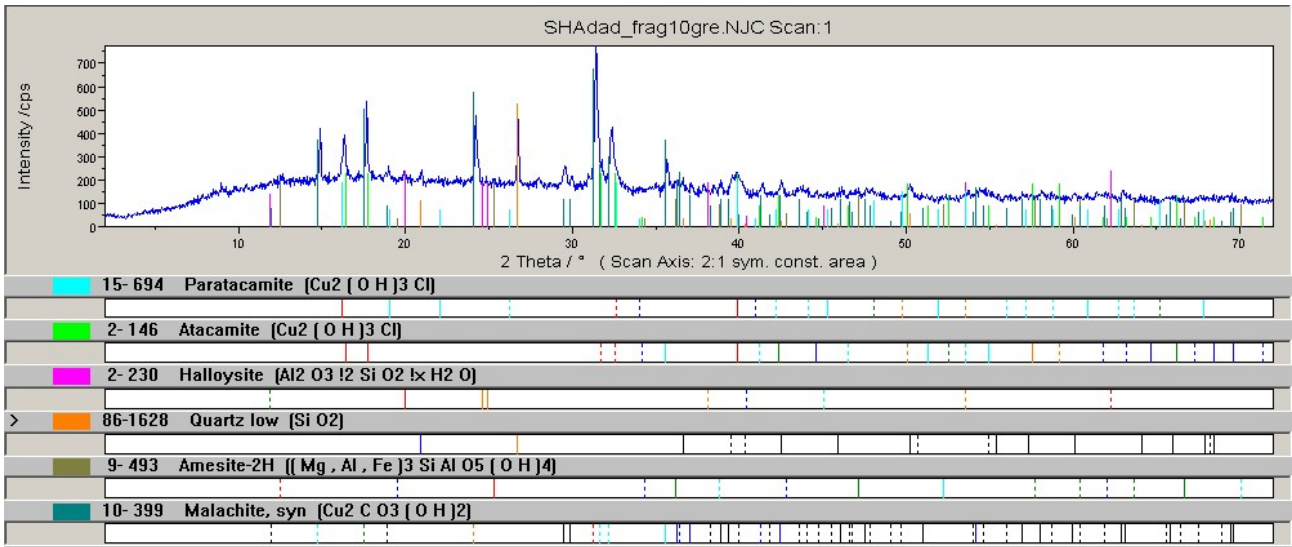 SHAdad_frag10gre.NJC Scan:1
Intensity /cps
700
600
500
400
300
200
100
0
10 20 30 40 50 60 70
2 Theta / ° ( Scan Axis: 2:1 sym. const. area )
15- 694 Paratacamite (Cu2 ( O H )3 Cl)
2- 146 Atacamite (Cu2 ( O H )3 Cl)
2- 230 Halloysite (Al2 O3 !2 Si O2 !x H2 O)
> 86-1628 Quartz low (Si O2)
9- 493 Amesite-2H (( Mg , Al , Fe )3 Si Al O5 ( O H )4)
10- 399 Malachite, syn (Cu2 C O3 ( O H )2)